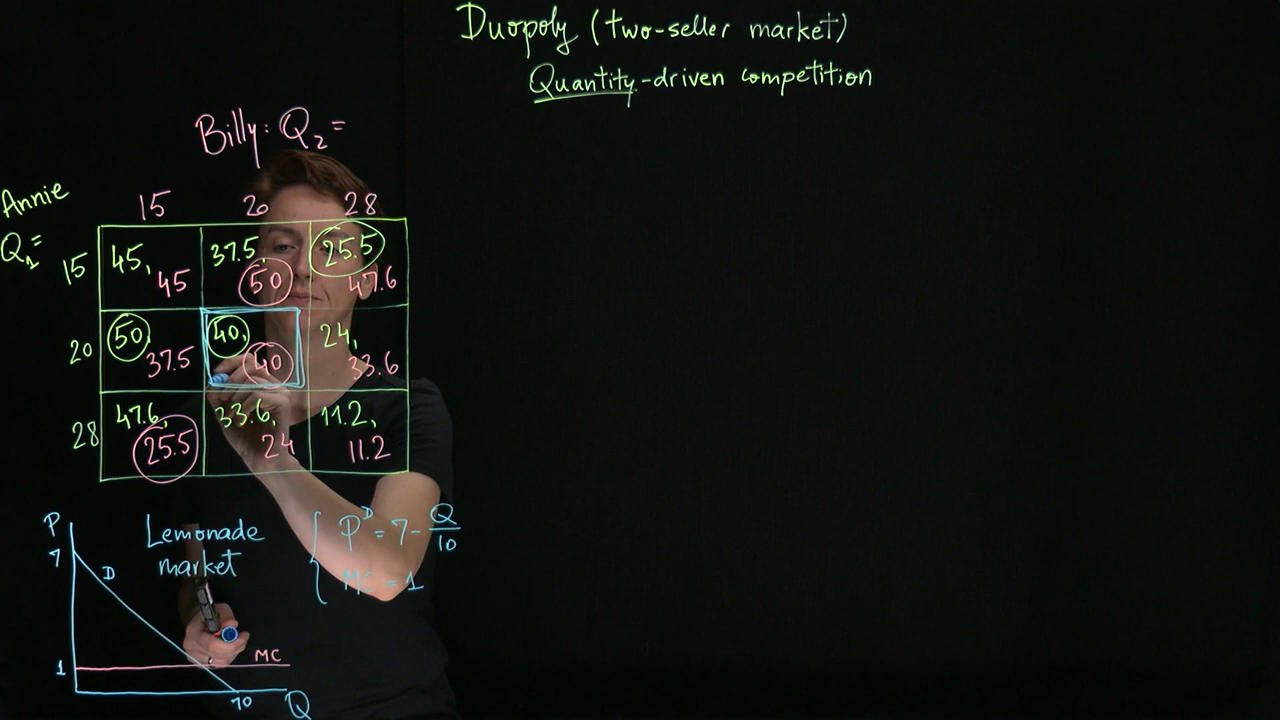 Duopoly (two-seller market)
Quantity-driven competition
Billy: Q₂ =
Annie
Q₁ =
15 20 28
15 45, 45 37.5, 50 25.5 47.6
20 50, 37.5 40, 40 24, 33.6
28 47.6, 25.5 33.6, 24 11.2, 11.2
P
7
D
Lemonade
market
Pᴰ = 7 - Q/10
MC = 1
1
MC
70
Q